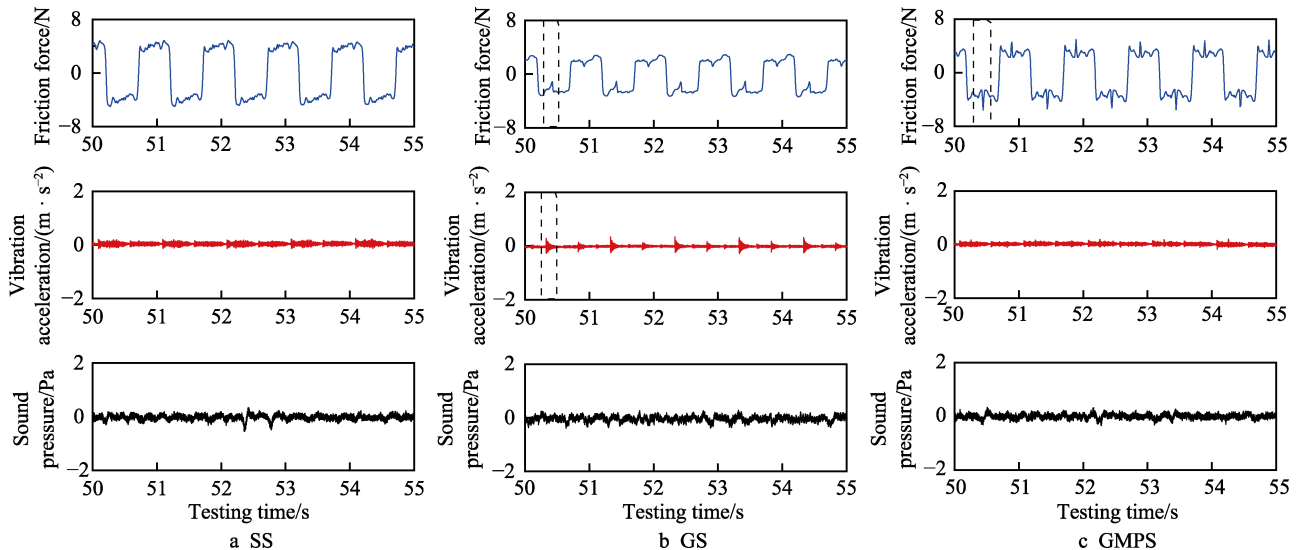 Friction force/N
8
4
0
−4
−8
50 51 52 53 54 55
Vibration
acceleration/(m · s⁻²)
2
0
−2
50 51 52 53 54 55
Sound
pressure/Pa
2
0
−2
50 51 52 53 54 55
Testing time/s
a SS
Friction force/N
8
4
0
−4
−8
50 51 52 53 54 55
Vibration
acceleration/(m · s⁻²)
2
0
−2
50 51 52 53 54 55
Sound
pressure/Pa
2
0
−2
50 51 52 53 54 55
Testing time/s
b GS
Friction force/N
8
4
0
−4
−8
50 51 52 53 54 55
Vibration
acceleration/(m · s⁻²)
2
0
−2
50 51 52 53 54 55
Sound
pressure/Pa
2
0
−2
50 51 52 53 54 55
Testing time/s
c GMPS